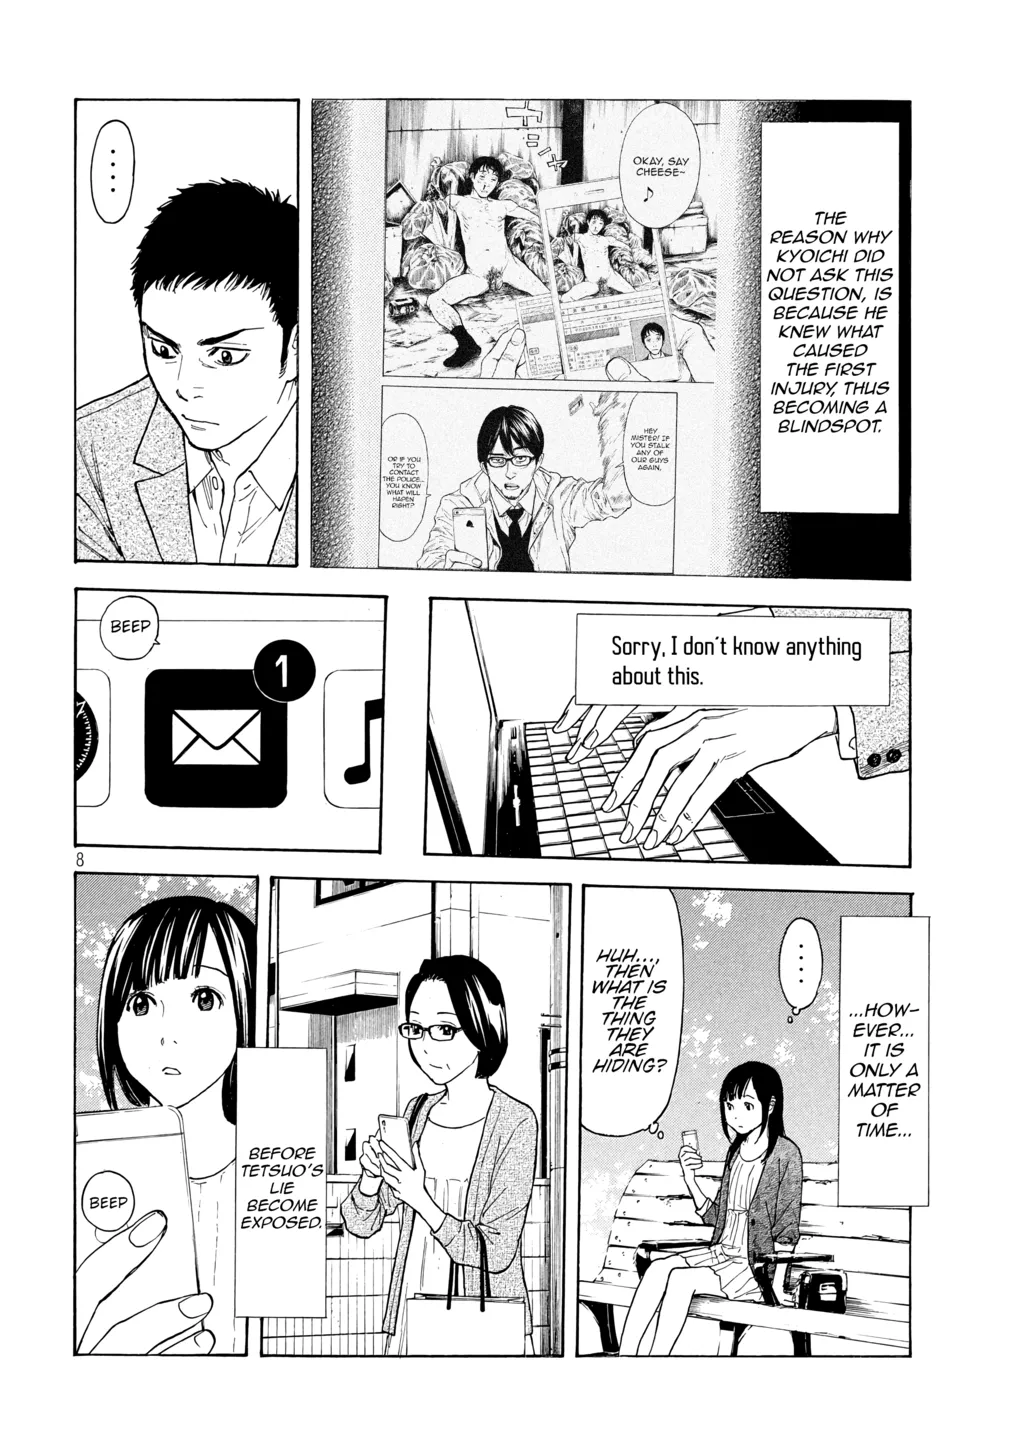 THE
REASON WHY
KYOICHI DID
NOT ASK THIS
QUESTION, IS
BECAUSE HE
KNEW WHAT
CAUSED
THE FIRST
INJURY, THUS
BECOMING A
BLINDSPOT.
OKAY, SAY
CHEESE~
♪
HEY
MISTER! IF
YOU STALK
ANY OF
OUR GUYS
AGAIN,
OR IF YOU
TRY TO
CONTACT
THE POLICE...
YOU KNOW
WHAT WILL
HAPEN
RIGHT?
....
Sorry, I don't know anything
about this.
BEEP
1
8
...HOW-
EVER...
IT IS
ONLY A
MATTER
OF
TIME...
....
HUH...,
THEN
WHAT IS
THE
THING
THEY
ARE
HIDING?
BEFORE
TETSUO'S
LIE
BECOME
EXPOSED.
BEEP